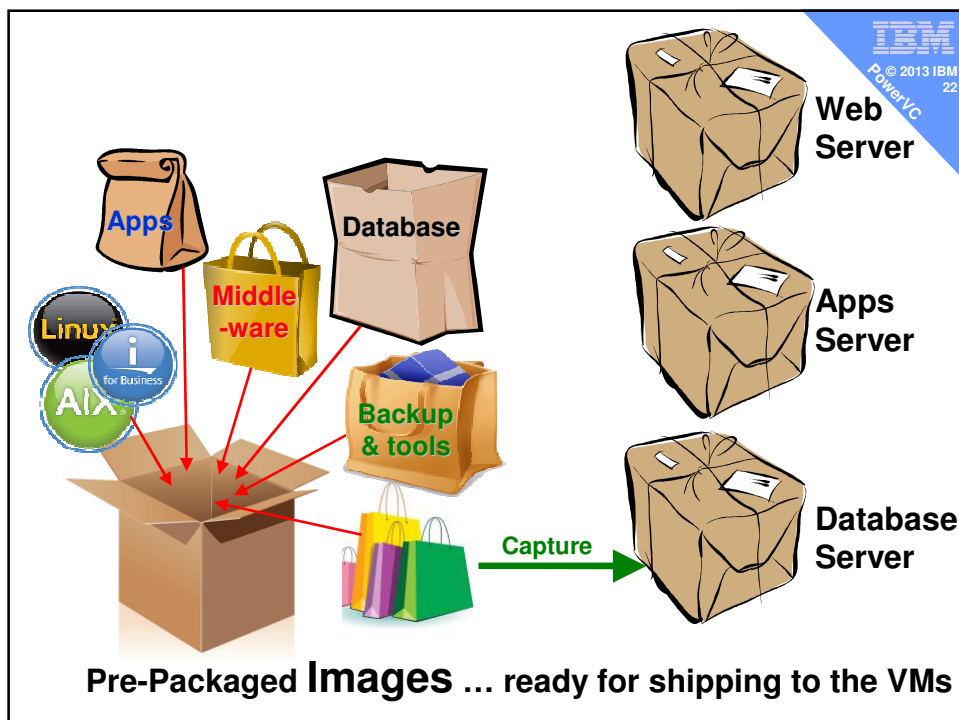 IBM
© 2013 IBM
PowerVC
22
Web
Server
Apps
Database
Middle
-ware
Linux
i
for Business
AIX
Backup
& tools
Apps
Server
Capture
Database
Server
Pre-Packaged Images ... ready for shipping to the VMs